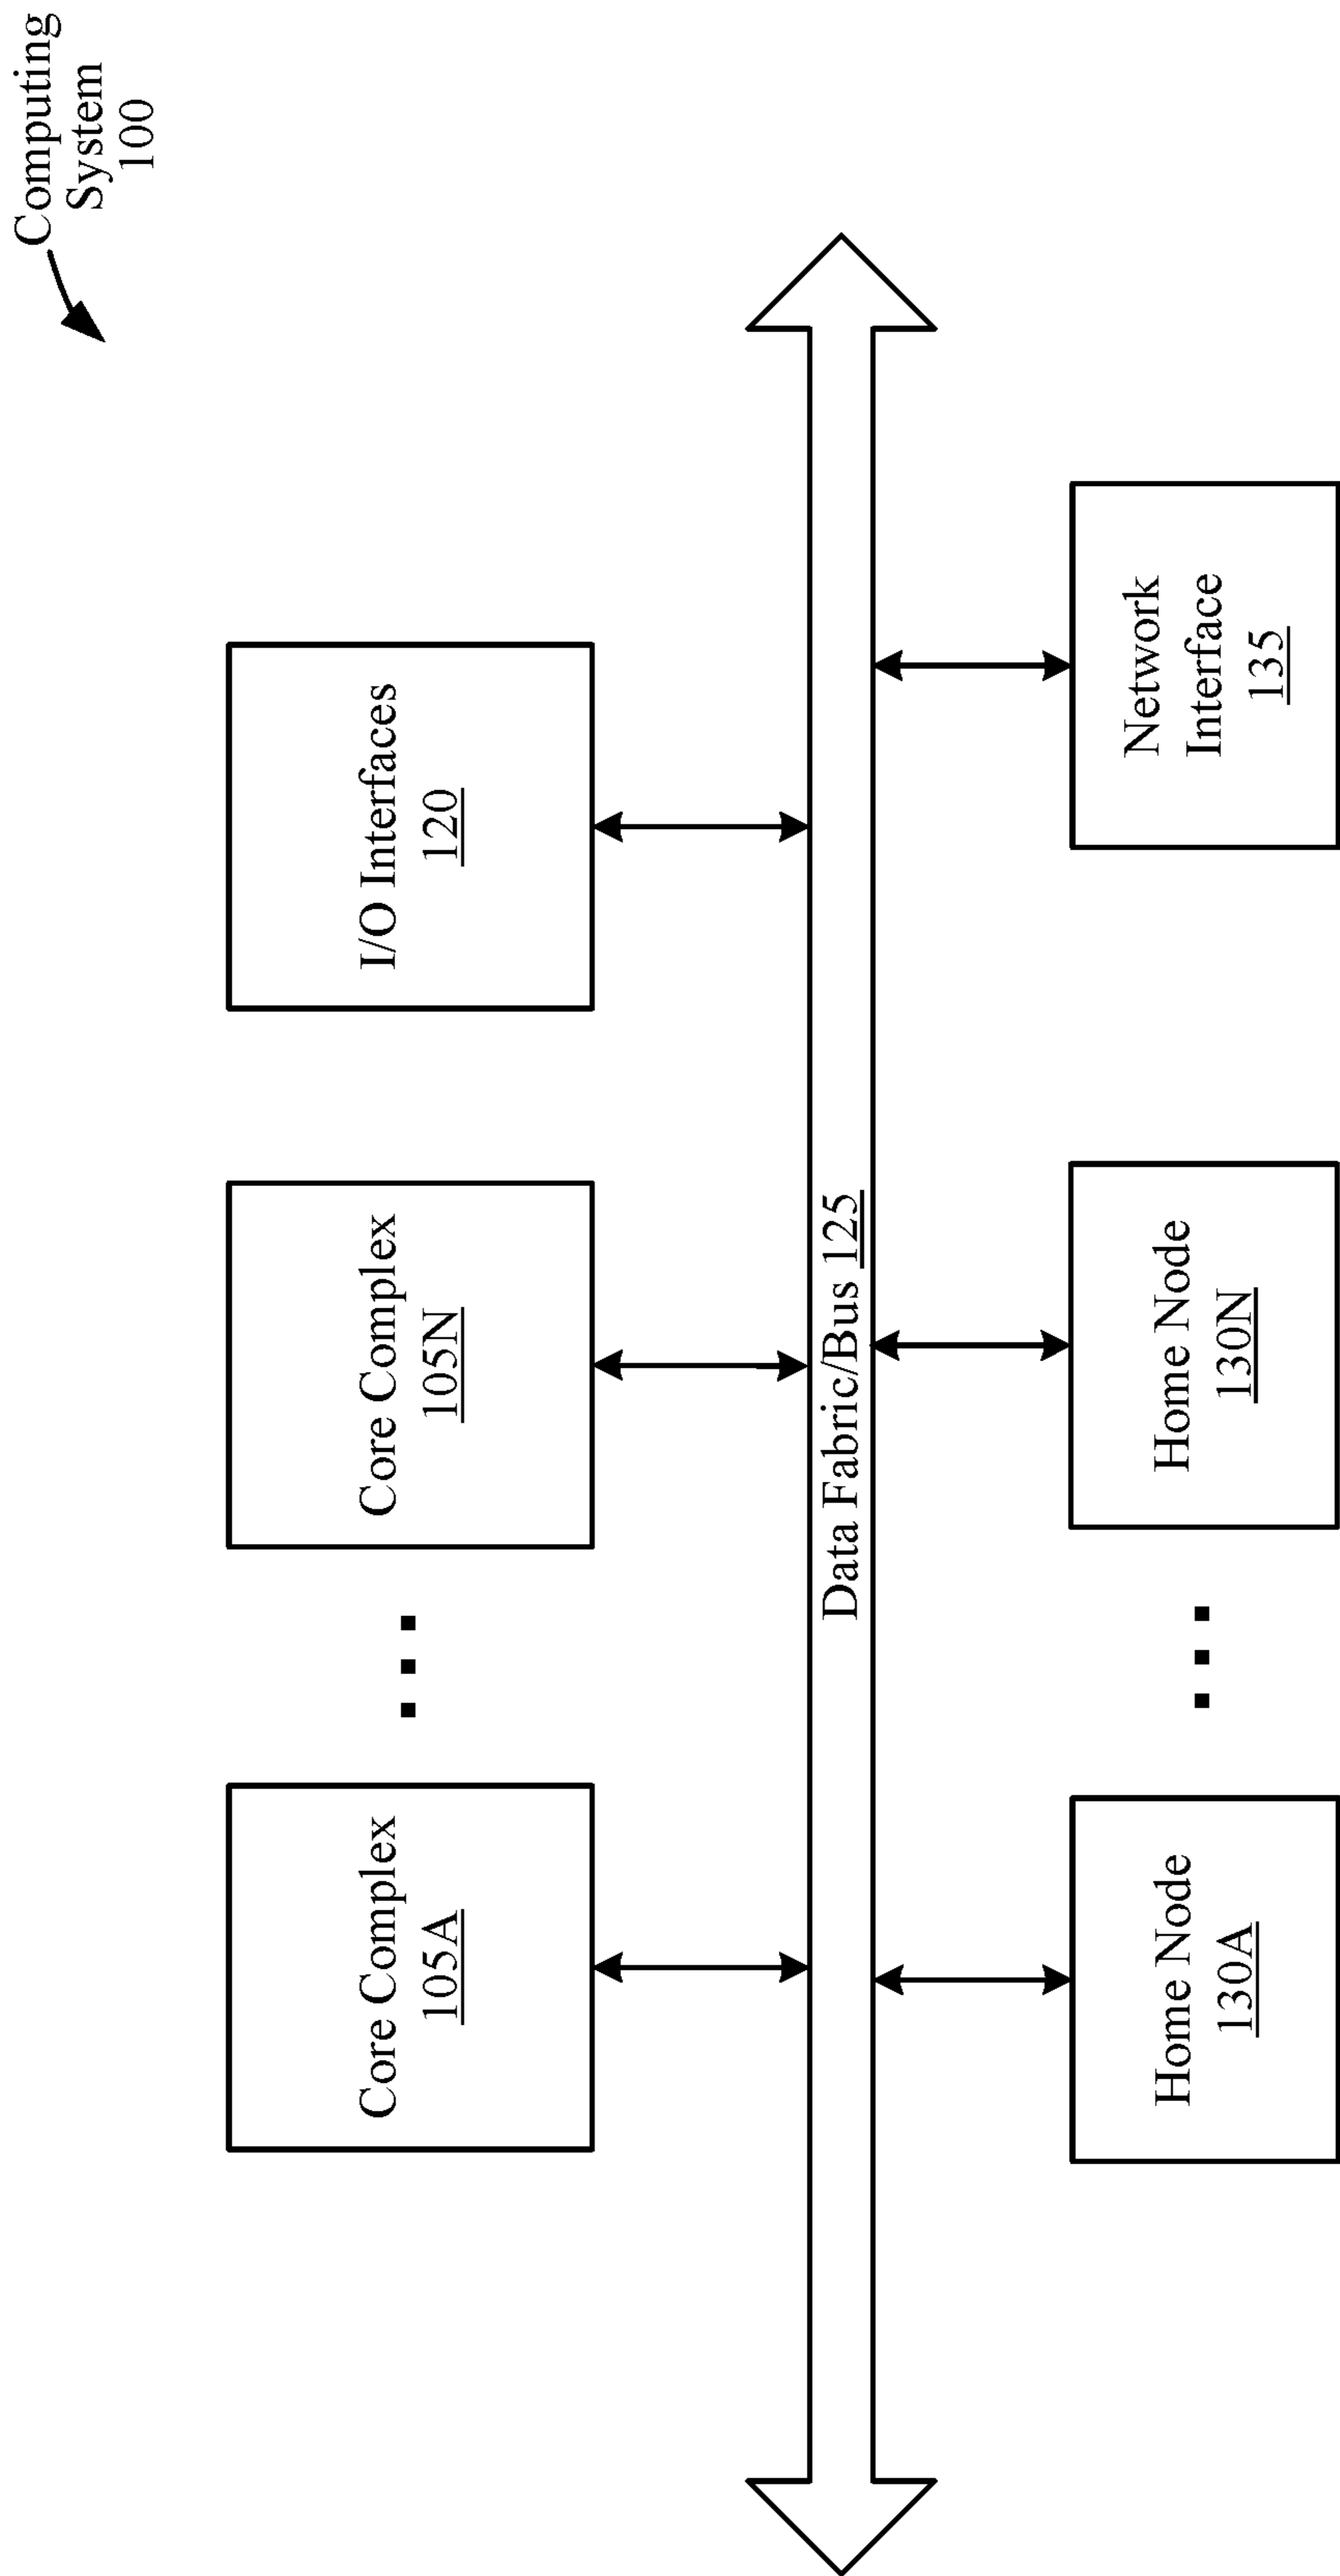 Computing
System
100
Core Complex
105A
Core Complex
105N
I/O Interfaces
120
Data Fabric/Bus 125
Home Node
130A
Home Node
130N
Network
Interface
135